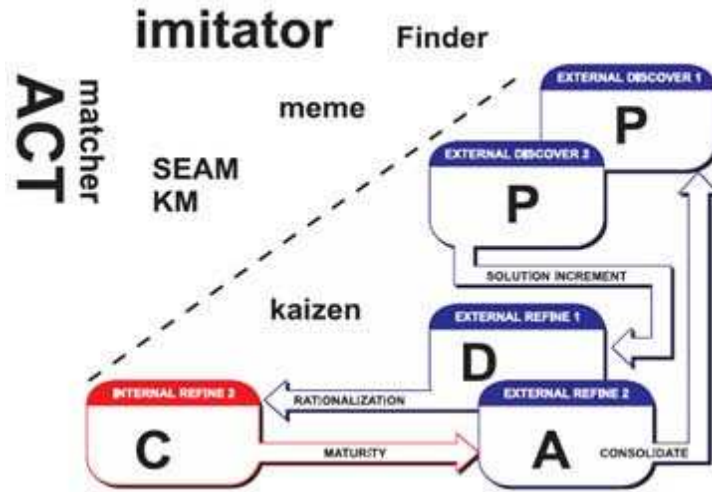 imitator
Finder
EXTERNAL DISCOVER 1
P
matcher
ACT
meme
EXTERNAL DISCOVER 2
P
SEAM
KM
SOLUTION INCREMENT
kaizen
EXTERNAL REFINE 1
D
INTERNAL REFINE 2
RATIONALIZATION
EXTERNAL REFINE 2
C
MATURITY
A
CONSOLIDATE